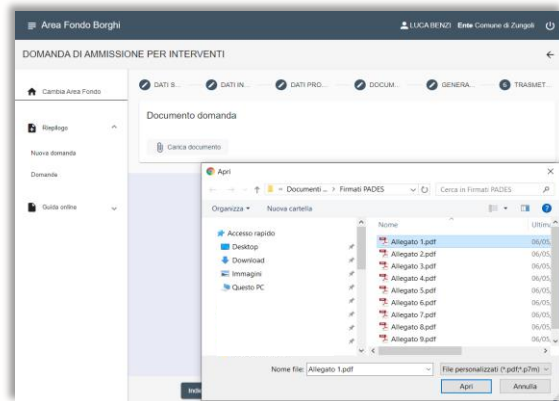 Area Fondo Borghi
LUCA BENZI Ente Comune di Zungoli
DOMANDA DI AMMISSIONE PER INTERVENTI
Cambia Area Fondo
DATI S...
DATI IN...
DATI PRO...
DOCUM...
GENERA...
6 TRASMET...
Riepilogo
Nuova domanda
Domanda
Guida online
Documento domanda
Carica documento
Apri
« Documenti ... > Firmati PADES
Cerca in Firmati PADES
Organizza
Nuova cartella
Accesso rapido
Desktop
Download
Immagini
Questo PC
Nome
Ultima
Allegato 1.pdf 06/05,
Allegato 2.pdf 06/05,
Allegato 3.pdf 06/05,
Allegato 4.pdf 06/05,
Allegato 5.pdf 06/05,
Allegato 6.pdf 06/05,
Allegato 7.pdf 06/05,
Allegato 8.pdf 06/05,
Allegato 9.pdf 06/05,
Nome file: Allegato 1.pdf
File personalizzati (*.pdf;*.p7m)
Apri
Annulla